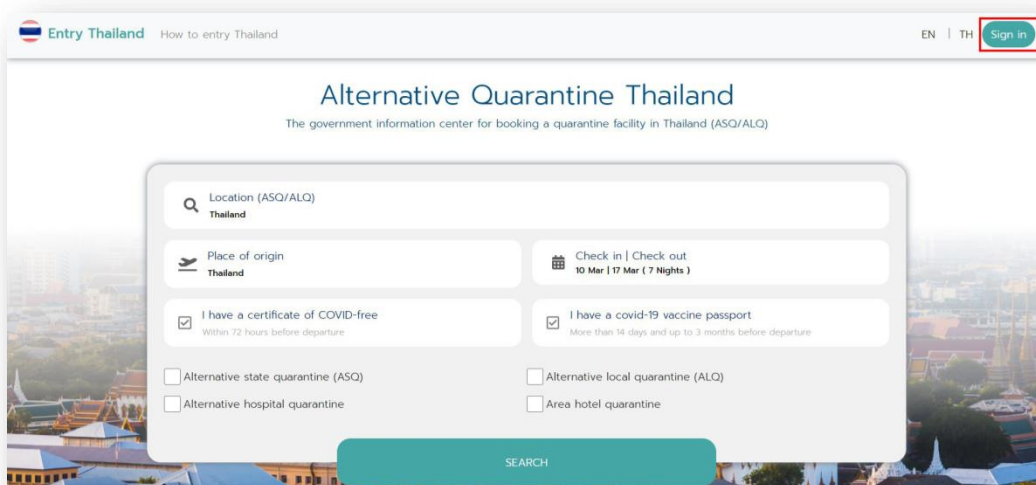 Entry Thailand How to entry Thailand EN | TH Sign in
Alternative Quarantine Thailand
The government information center for booking a quarantine facility in Thailand (ASQ/ALQ)
Location (ASQ/ALQ)
Thailand
Place of origin
Thailand
Check in | Check out
10 Mar | 17 Mar ( 7 Nights )
I have a certificate of COVID-free
Within 72 hours before departure
I have a covid-19 vaccine passport
More than 14 days and up to 3 months before departure
Alternative state quarantine (ASQ)
Alternative local quarantine (ALQ)
Alternative hospital quarantine
Area hotel quarantine
SEARCH